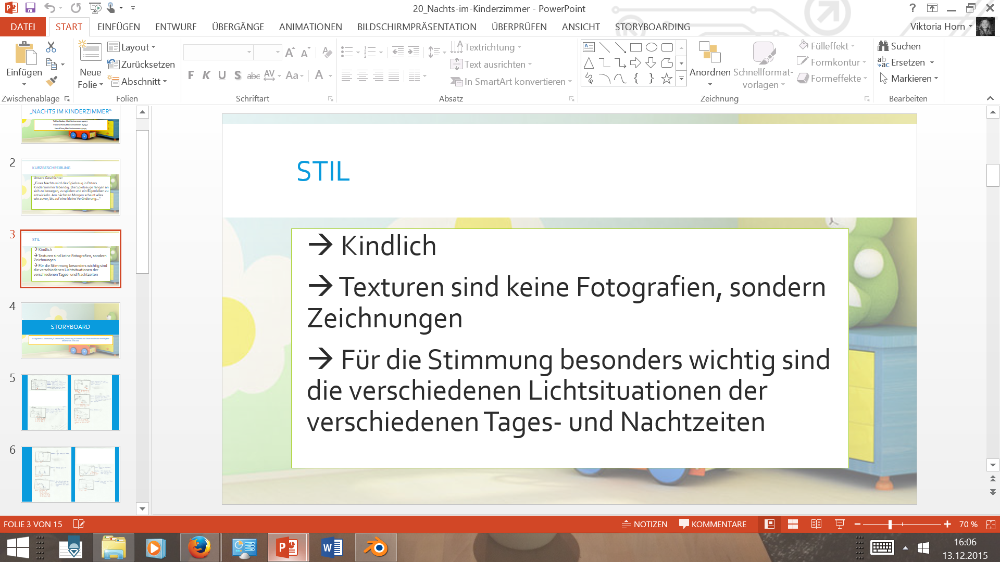 20_Nachts-im-Kinderzimmer - PowerPoint
DATEI START EINFÜGEN ENTWURF ÜBERGÄNGE ANIMATIONEN BILDSCHIRMPRÄSENTATION ÜBERPRÜFEN ANSICHT STORYBOARDING Viktoria Horn
Einfügen
Zwischenablage
Neue Folie
Layout
Zurücksetzen
Abschnitt
Folien
F K U S abc AV Aa A
Schriftart
Textrichtung
Text ausrichten
In SmartArt konvertieren
Absatz
Anordnen
Schnellformat-
vorlagen
Fülleffekt
Formkontur
Formeffekte
Zeichnung
Suchen
Ersetzen
Markieren
Bearbeiten
„NACHTS IM KINDERZIMMER“
2
KURZBESCHREIBUNG
Unsere Geschichte:
„Eines Nachts wird das Spielzeug in Peters
Kinderzimmer lebendig. Die Spielzeuge fangen an
sich zu bewegen, zu spielen und ein Eigenleben zu
entwickeln. Am nächsten Morgen scheint alles
wie zuvor, bis auf eine kleine Veränderung...“
3
STIL
→ Kindlich
→ Texturen sind keine Fotografien, sondern
Zeichnungen
→ Für die Stimmung besonders wichtig sind
die verschiedenen Lichtsituationen der
verschiedenen Tages- und Nachtzeiten
4
STORYBOARD
5
6
STIL
→ Kindlich
→ Texturen sind keine Fotografien, sondern
Zeichnungen
→ Für die Stimmung besonders wichtig sind
die verschiedenen Lichtsituationen der
verschiedenen Tages- und Nachtzeiten
FOLIE 3 VON 15 NOTIZEN KOMMENTARE 70 %
16:06
13.12.2015